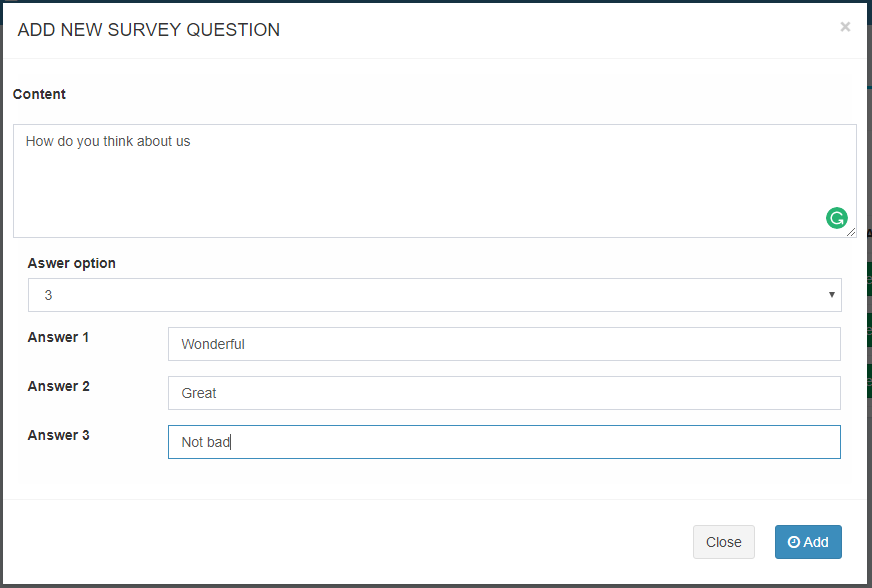 ADD NEW SURVEY QUESTION ×
Content
How do you think about us
Aswer option
3
Answer 1 Wonderful
Answer 2 Great
Answer 3 Not bad
Close Add